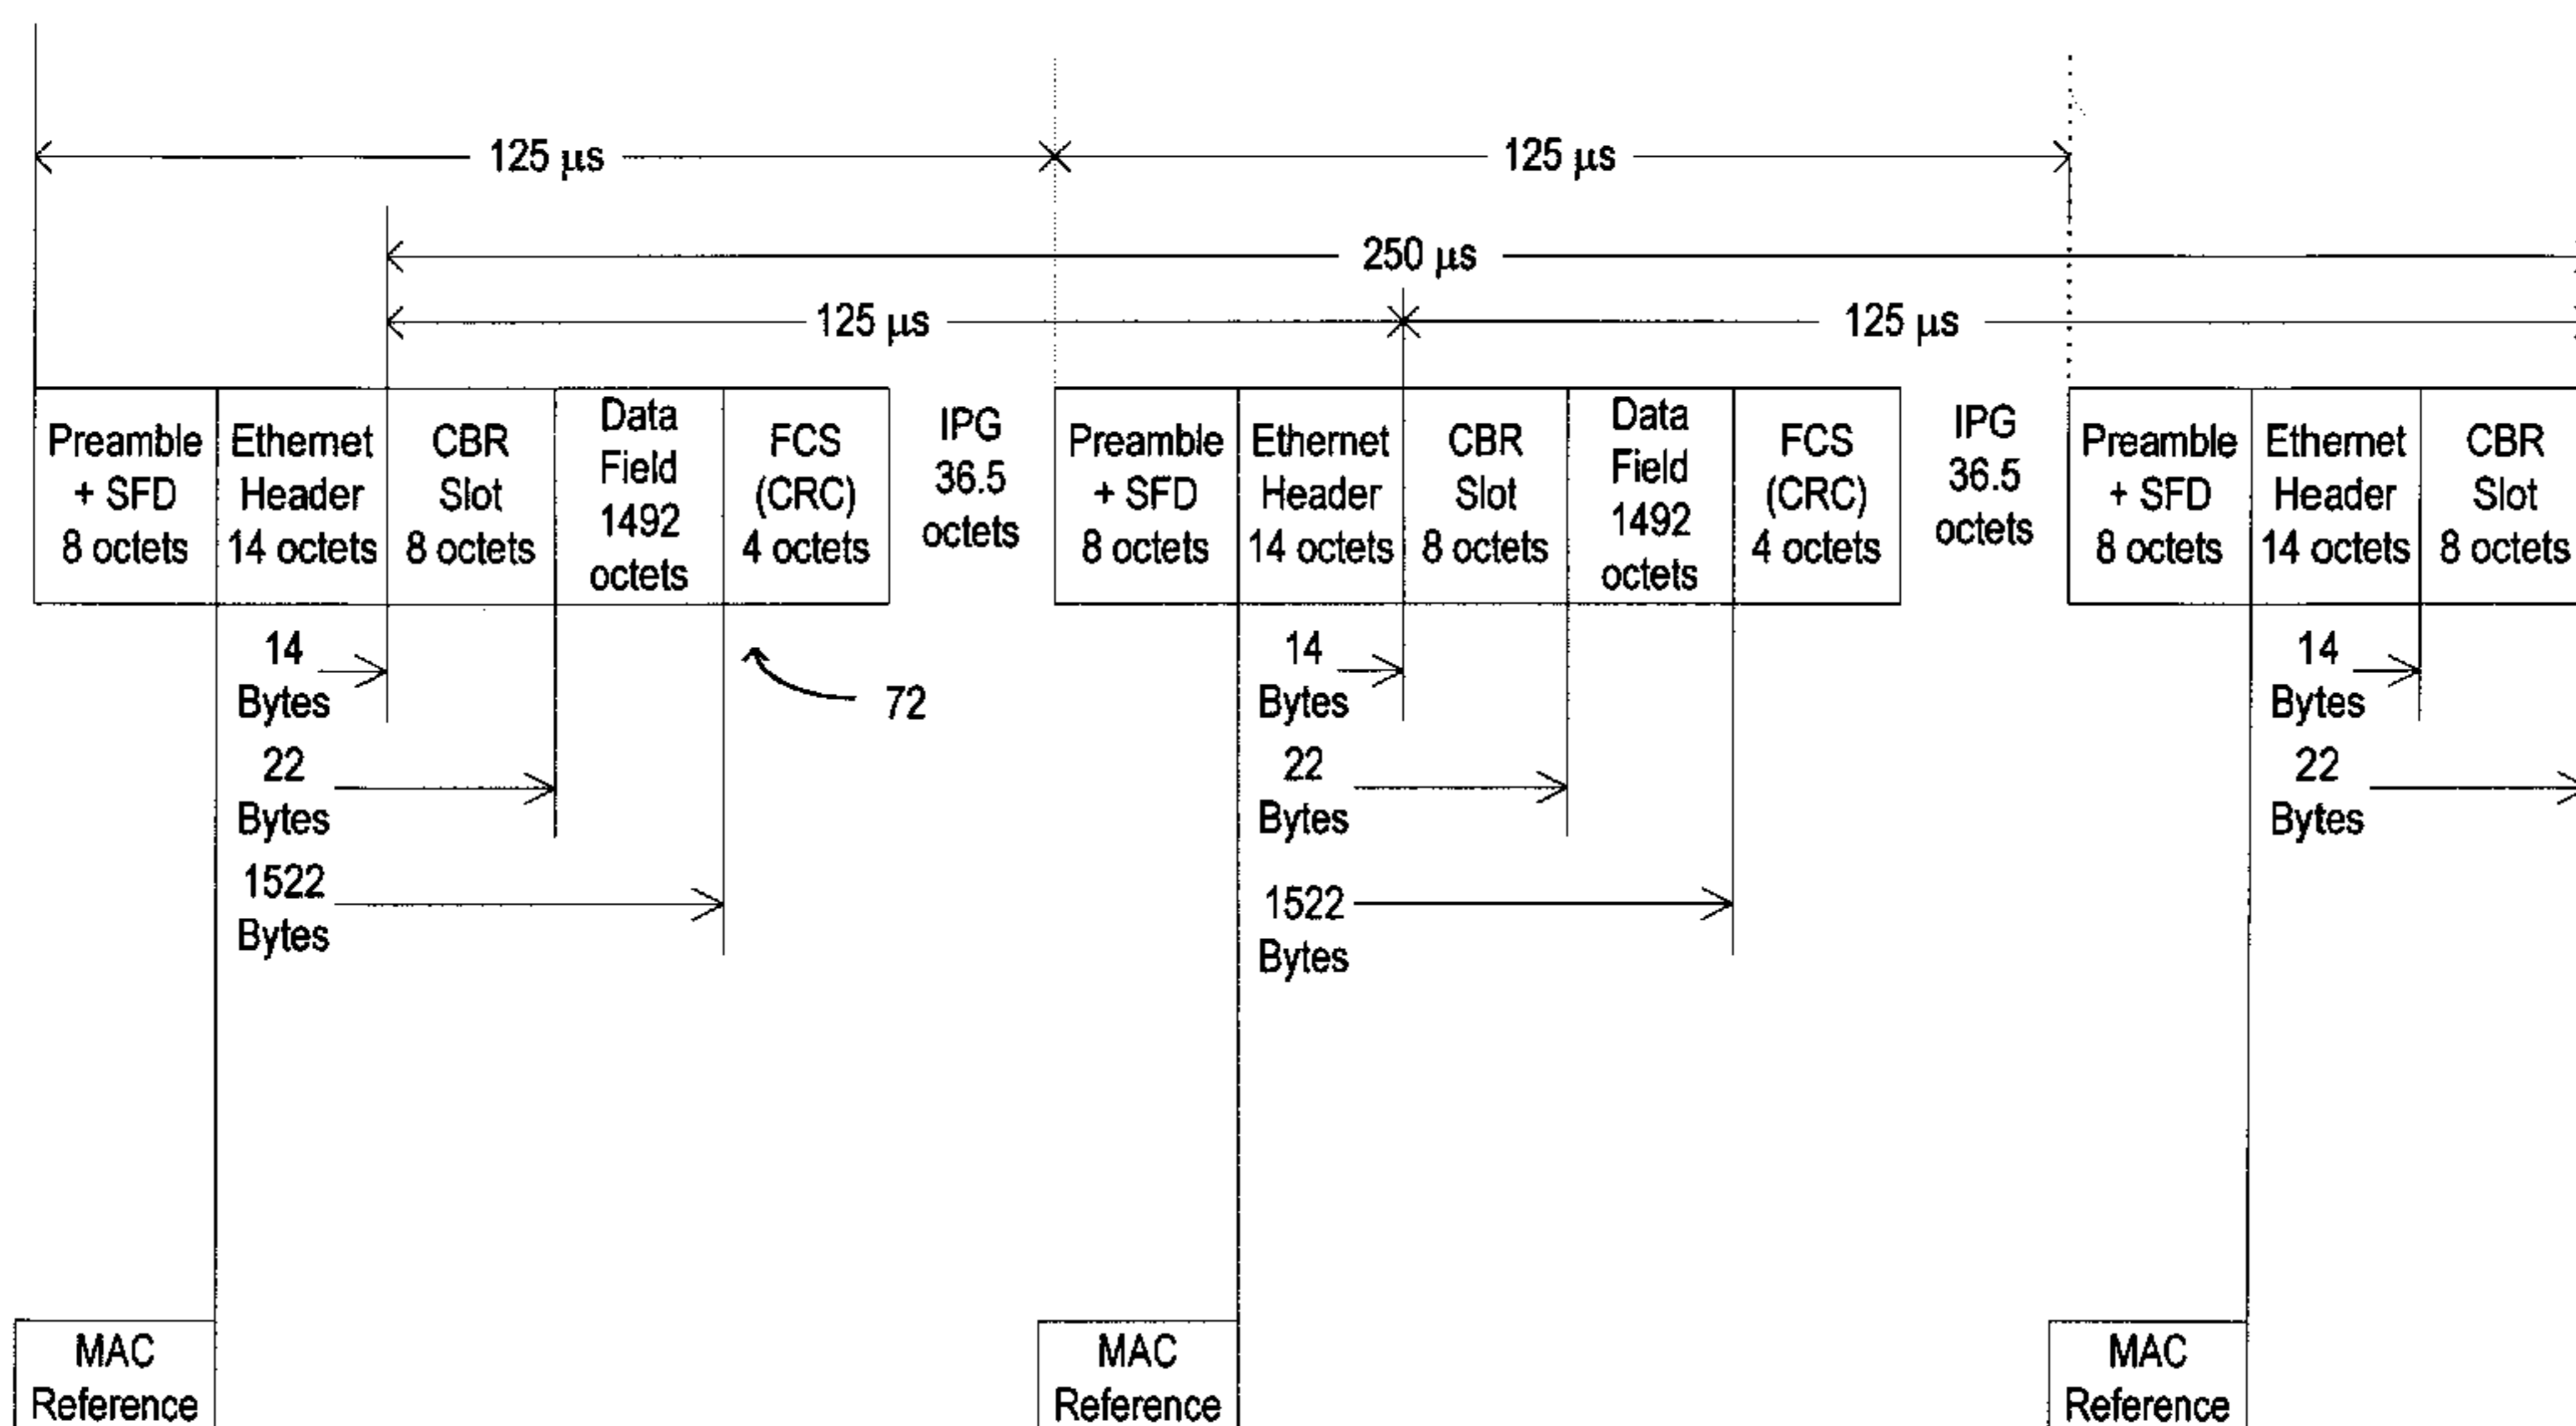 125 µs
125 µs
250 µs
125 µs
125 µs
Preamble
+ SFD
8 octets
Ethernet
Header
14 octets
CBR
Slot
8 octets
Data
Field
1492
octets
FCS
(CRC)
4 octets
IPG
36.5
octets
Preamble
+ SFD
8 octets
Ethernet
Header
14 octets
CBR
Slot
8 octets
Data
Field
1492
octets
FCS
(CRC)
4 octets
IPG
36.5
octets
Preamble
+ SFD
8 octets
Ethernet
Header
14 octets
CBR
Slot
8 octets
14
Bytes
22
Bytes
1522
Bytes
72
14
Bytes
22
Bytes
1522
Bytes
14
Bytes
22
Bytes
MAC
Reference
MAC
Reference
MAC
Reference